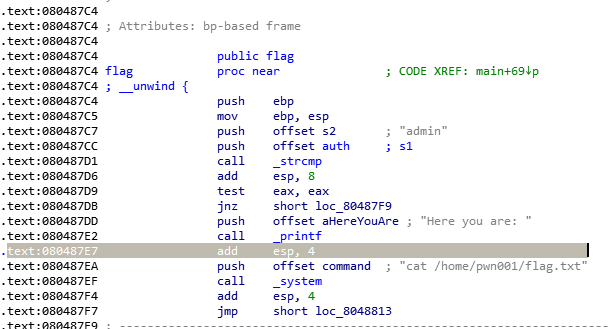 .text:080487C4
.text:080487C4 ; Attributes: bp-based frame
.text:080487C4
.text:080487C4 public flag
.text:080487C4 flag proc near ; CODE XREF: main+69↓p
.text:080487C4 ; __unwind {
.text:080487C4 push ebp
.text:080487C5 mov ebp, esp
.text:080487C7 push offset s2 ; "admin"
.text:080487CC push offset auth ; s1
.text:080487D1 call _strcmp
.text:080487D6 add esp, 8
.text:080487D9 test eax, eax
.text:080487DB jnz short loc_80487F9
.text:080487DD push offset aHereYouAre ; "Here you are: "
.text:080487E2 call _printf
.text:080487E7 add esp, 4
.text:080487EA push offset command ; "cat /home/pwn001/flag.txt"
.text:080487EF call _system
.text:080487F4 add esp, 4
.text:080487F7 jmp short loc_8048813
.text:080487F9 ; ---------------------------------------------------------------------------